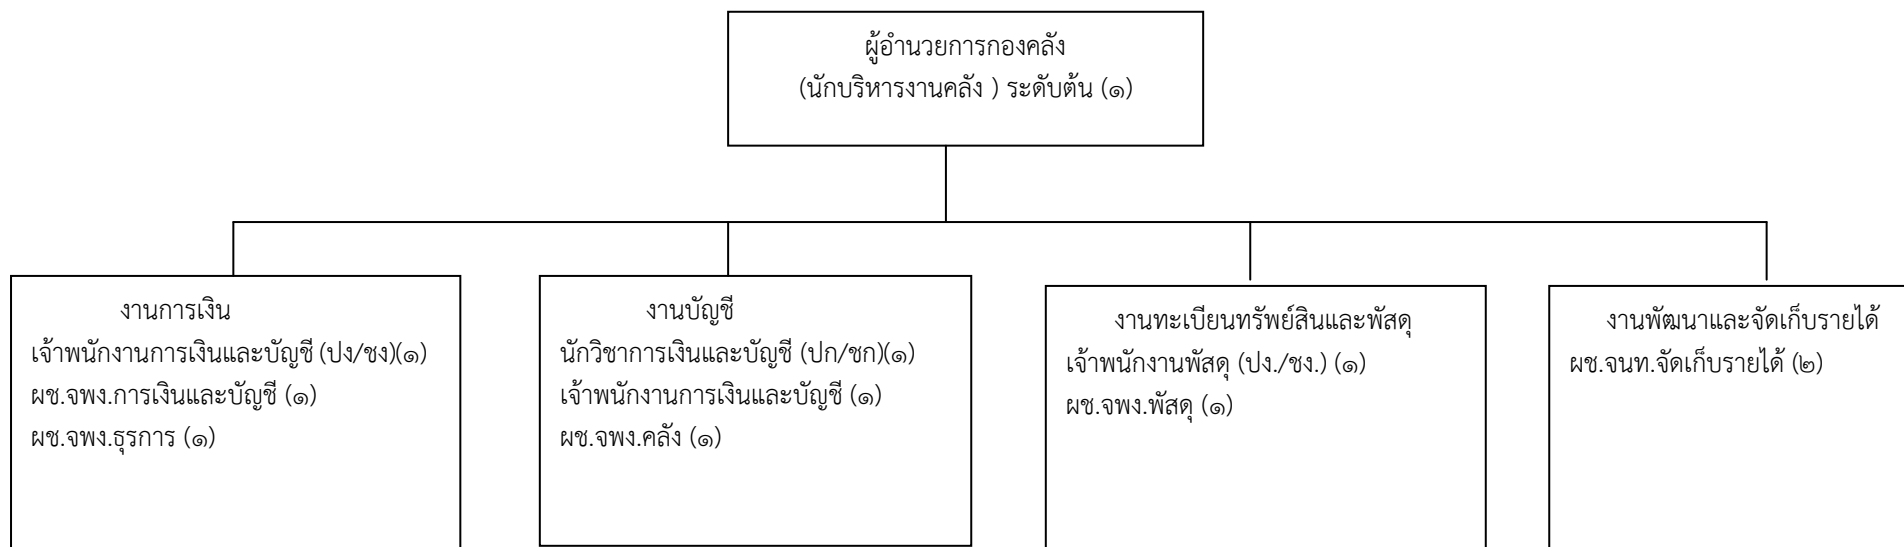 ผู้อำนวยการกองคลัง
(นักบริหารงานคลัง ) ระดับต้น (๑)
งานการเงิน
เจ้าพนักงานการเงินและบัญชี (ปง/ชง)(๑)
ผช.จพง.การเงินและบัญชี (๑)
ผช.จพง.ธุรการ (๑)
งานบัญชี
นักวิชาการเงินและบัญชี (ปก/ชก)(๑)
เจ้าพนักงานการเงินและบัญชี (๑)
ผช.จพง.คลัง (๑)
งานทะเบียนทรัพย์สินและพัสดุ
เจ้าพนักงานพัสดุ (ปง./ชง.) (๑)
ผช.จพง.พัสดุ (๑)
งานพัฒนาและจัดเก็บรายได้
ผช.จนท.จัดเก็บรายได้ (๒)